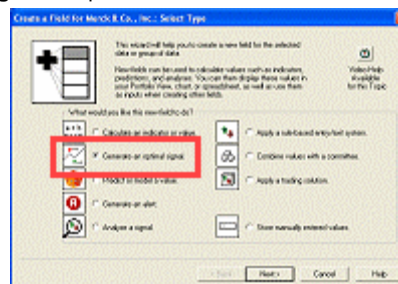 Create a Field for Merck & Co., Inc.: Select Type
This wizard will help you to create a new field for the selected
data or group of data.
New fields can be used to calculate values such as indicators,
predictions, and analyses. You can then display these values in
your Portfolio View, chart, or spreadsheet, as well as use them
as inputs when creating other fields.
Video Help
Available
for this Topic
What would you like this new field to do?
Calculate an indicator or value.
Apply a rule-based entry/exit system.
Generate an optimal signal.
Combine values with a committee.
Predict or model a value.
Apply a trading solution.
Generate an alert.
Analyze a signal.
Store manually entered values.
< Back
Next >
Cancel
Help